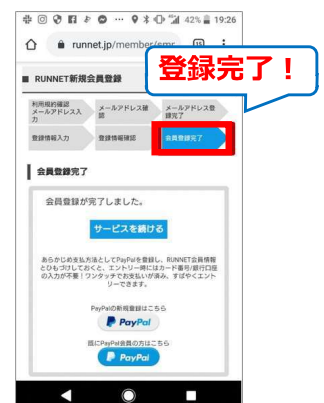 42% 19:26
runnet.jp/member/
登録完了！
RUNNET新規会員登録
利用規約確認
メールアドレス入
力
メールアドレス確
認
メールアドレス登
録完了
登録情報入力
登録情報確認
会員登録完了
会員登録完了
会員登録が完了しました。
サービスを続ける
あらかじめ支払方法としてPayPalを登録し、RUNNET会員情報
とひもづけしておくと、エントリー時にはカード番号/銀行口座
の入力が不要！ワンタッチでお支払いが済み、すばやくエント
リーできます。
PayPalの新規登録はこちら
PayPal
既にPayPal会員の方はこちら
PayPal